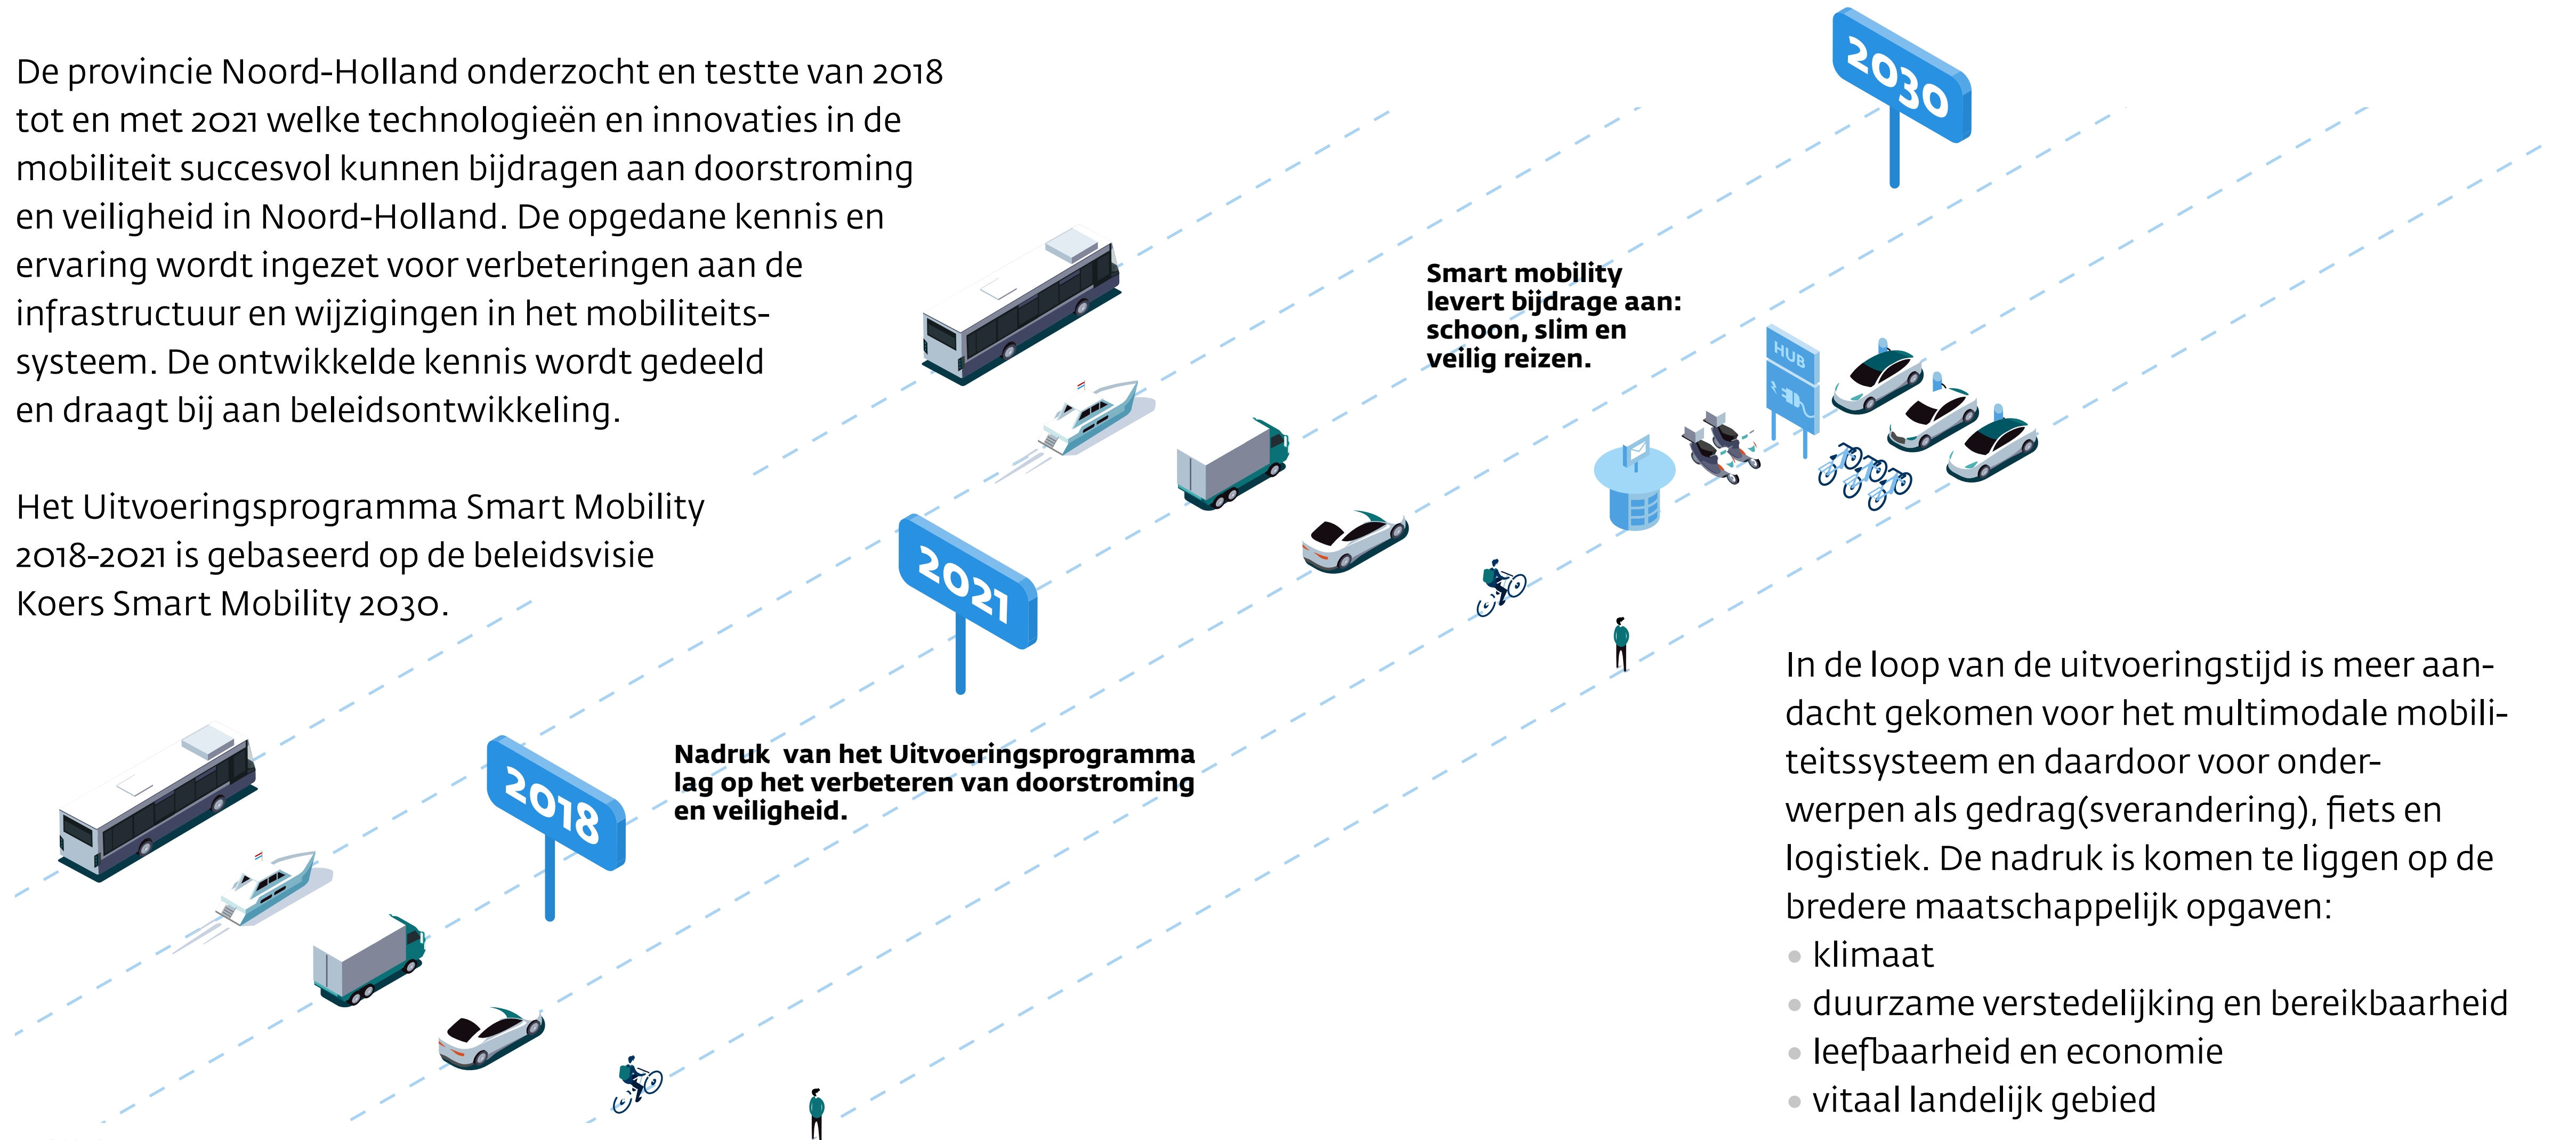 De provincie Noord-Holland onderzocht en testte van 2018
tot en met 2021 welke technologieën en innovaties in de
mobiliteit succesvol kunnen bijdragen aan doorstroming
en veiligheid in Noord-Holland. De opgedane kennis en
ervaring wordt ingezet voor verbeteringen aan de
infrastructuur en wijzigingen in het mobiliteits-
systeem. De ontwikkelde kennis wordt gedeeld
en draagt bij aan beleidsontwikkeling.
Het Uitvoeringsprogramma Smart Mobility
2018-2021 is gebaseerd op de beleidsvisie
Koers Smart Mobility 2030.
2018
Nadruk  van het Uitvoeringsprogramma
lag op het verbeteren van doorstroming
en veiligheid.
2021
Smart mobility
levert bijdrage aan:
schoon, slim en
veilig reizen.
HUB
2030
In de loop van de uitvoeringstijd is meer aan-
dacht gekomen voor het multimodale mobili-
teitssysteem en daardoor voor onder-
werpen als gedrag(sverandering), fiets en
logistiek. De nadruk is komen te liggen op de
bredere maatschappelijk opgaven:
• klimaat
• duurzame verstedelijking en bereikbaarheid
• leefbaarheid en economie
• vitaal landelijk gebied